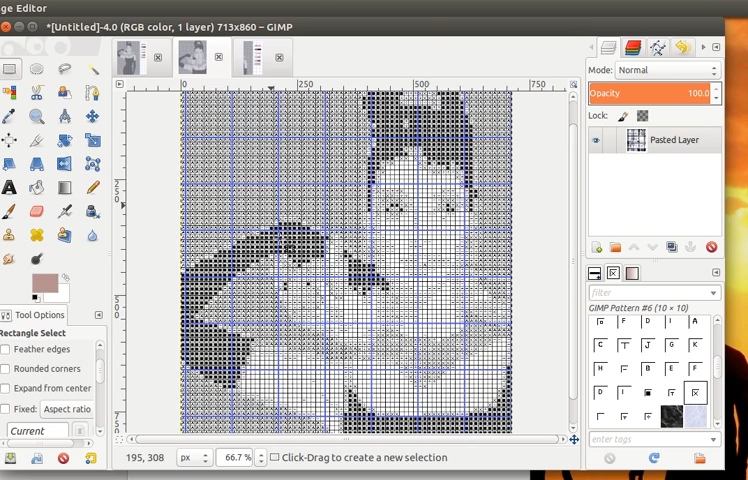 ge Editor
*[Untitled]-4.0 (RGB color, 1 layer) 713x860 – GIMP
0 250 500 750
Mode: Normal
Opacity 100.0
Lock:
Pasted Layer
250
500
750
filter
GIMP Pattern #6 (10 × 10)
F D I A
C T J G K
H E F
D I
Tool Options
Rectangle Select
Feather edges
Rounded corners
Expand from center
Fixed: Aspect ratio
Current
enter tags
195, 308 px 66.7 % Click-Drag to create a new selection